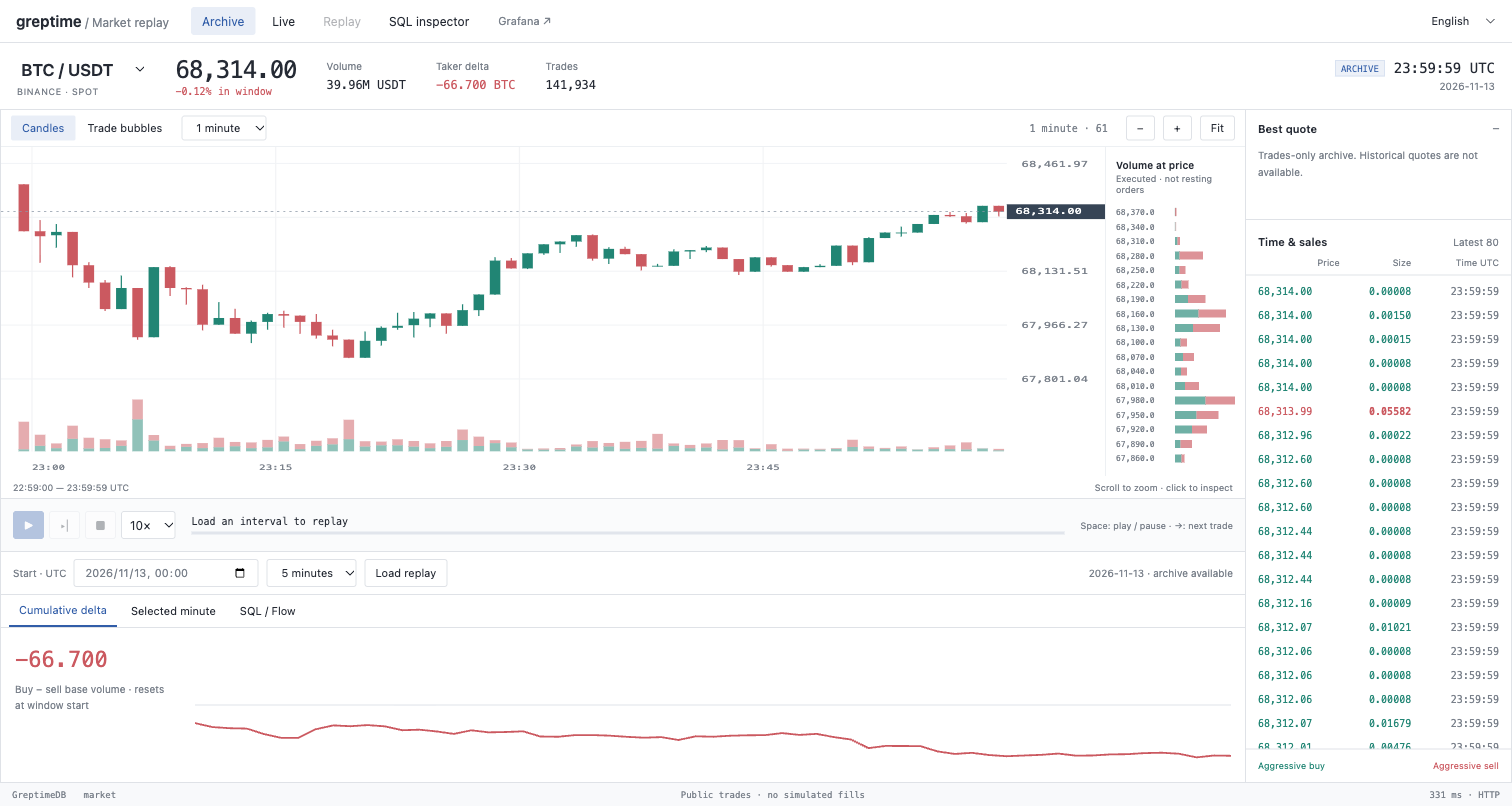 greptime / Market replay Archive Live Replay SQL inspector Grafana ↗ English
BTC / USDT 68,314.00 Volume Taker delta Trades ARCHIVE 23:59:59 UTC
BINANCE · SPOT −0.12% in window 39.96M USDT −66.700 BTC 141,934 2026-11-13
Candles Trade bubbles 1 minute 1 minute · 61 − + Fit
68,461.97
68,314.00
68,131.51
67,966.27
67,801.04
23:00 23:15 23:30 23:45
22:59:00 — 23:59:59 UTC Scroll to zoom · click to inspect
Volume at price
Executed · not resting
orders
68,370.0
68,340.0
68,310.0
68,280.0
68,250.0
68,220.0
68,190.0
68,160.0
68,130.0
68,100.0
68,070.0
68,040.0
68,010.0
67,980.0
67,950.0
67,920.0
67,890.0
67,860.0
10× Load an interval to replay Space: play / pause · →: next trade
Start · UTC 2026/11/13, 00:00 5 minutes Load replay 2026-11-13 · archive available
Cumulative delta Selected minute SQL / Flow
−66.700
Buy − sell base volume · resets
at window start
Best quote −
Trades-only archive. Historical quotes are not
available.
Time & sales Latest 80
Price Size Time UTC
68,314.00 0.00008 23:59:59
68,314.00 0.00150 23:59:59
68,314.00 0.00015 23:59:59
68,314.00 0.00008 23:59:59
68,314.00 0.00008 23:59:59
68,313.99 0.05582 23:59:59
68,312.96 0.00022 23:59:59
68,312.60 0.00008 23:59:59
68,312.60 0.00008 23:59:59
68,312.60 0.00008 23:59:59
68,312.44 0.00008 23:59:59
68,312.44 0.00008 23:59:59
68,312.44 0.00008 23:59:59
68,312.16 0.00009 23:59:59
68,312.07 0.01021 23:59:59
68,312.06 0.00008 23:59:59
68,312.06 0.00008 23:59:59
68,312.06 0.00008 23:59:59
68,312.07 0.01679 23:59:59
68,312.01 0.00476 23:59:59
Aggressive buy Aggressive sell
GreptimeDB market Public trades · no simulated fills 331 ms · HTTP